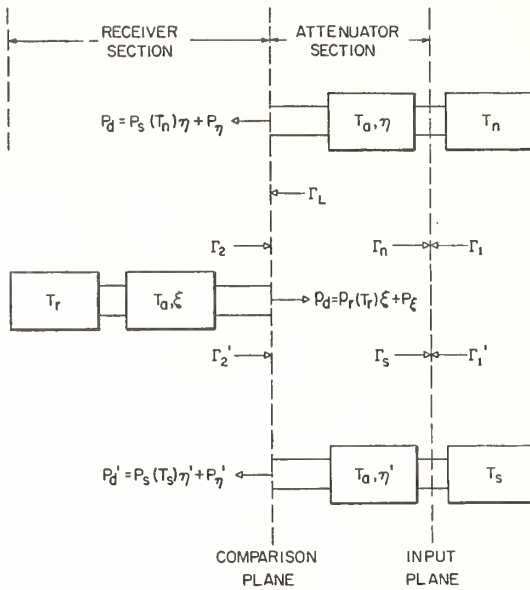 RECEIVER SECTION
ATTENUATOR SECTION
P_d = P_s (T_n) η + P_η
T_a, η
T_n
Γ_L
Γ_2
Γ_n
Γ_1
T_r
T_a, ξ
P_d = P_r (T_r) ξ + P_ξ
Γ_2'
Γ_s
Γ_1'
P_d' = P_s (T_s) η' + P_η'
T_a, η'
T_s
COMPARISON PLANE
INPUT PLANE